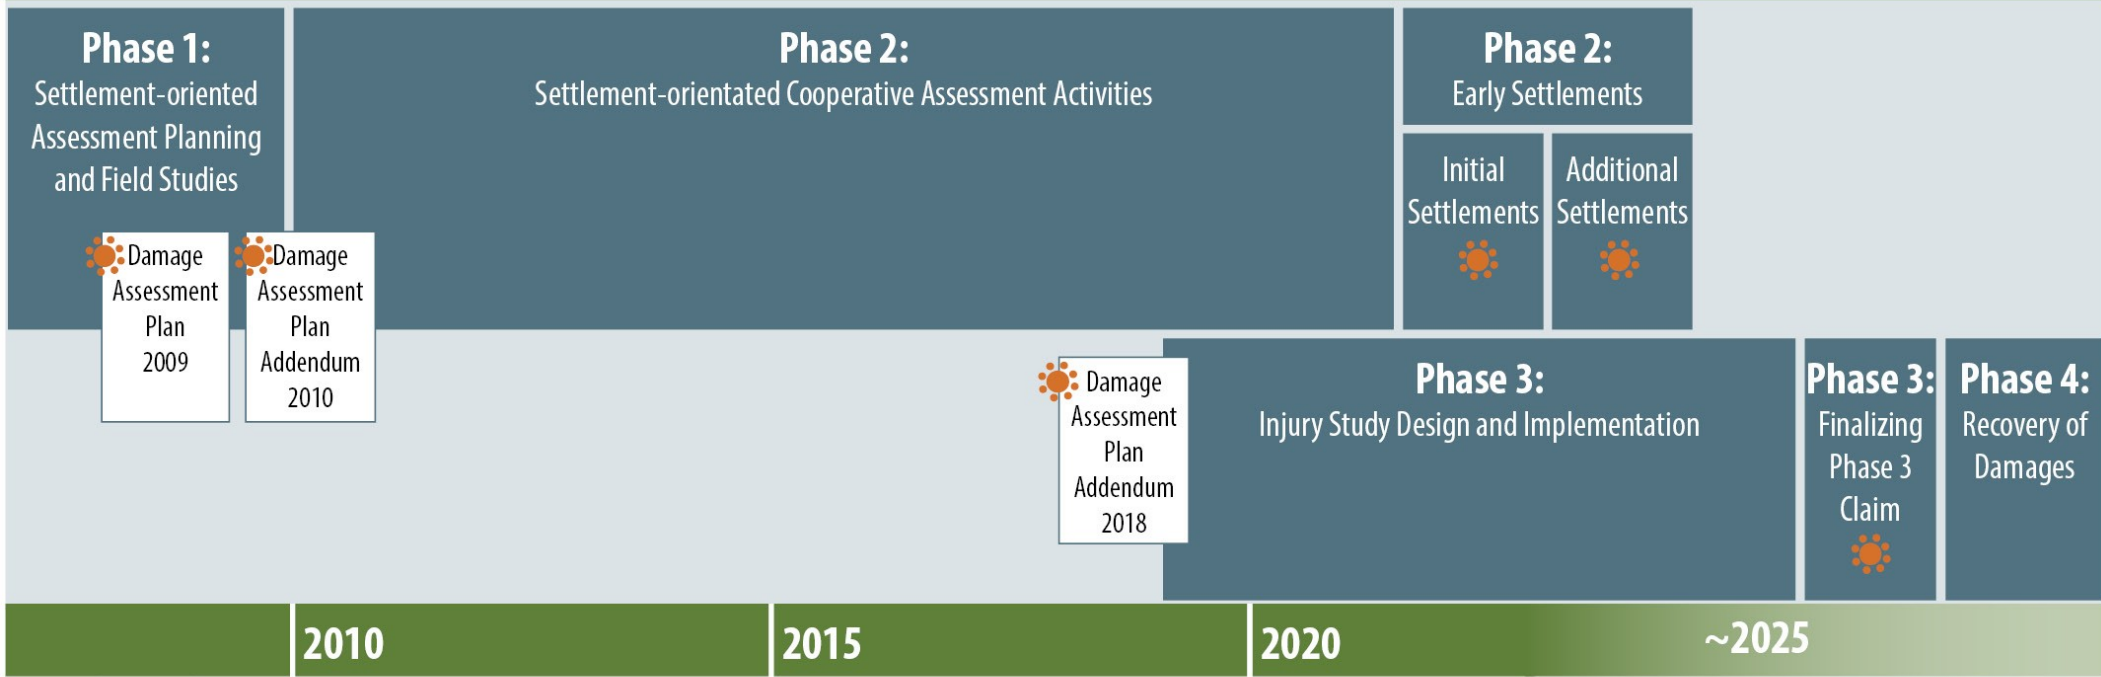 Phase 1:
Settlement-oriented
Assessment Planning
and Field Studies
Damage
Assessment
Plan
2009
Damage
Assessment
Plan
Addendum
2010
Phase 2:
Settlement-orientated Cooperative Assessment Activities
Phase 2:
Early Settlements
Initial
Settlements
Additional
Settlements
Damage
Assessment
Plan
Addendum
2018
Phase 3:
Injury Study Design and Implementation
Phase 3:
Finalizing
Phase 3
Claim
Phase 4:
Recovery of
Damages
2010
2015
2020
~2025